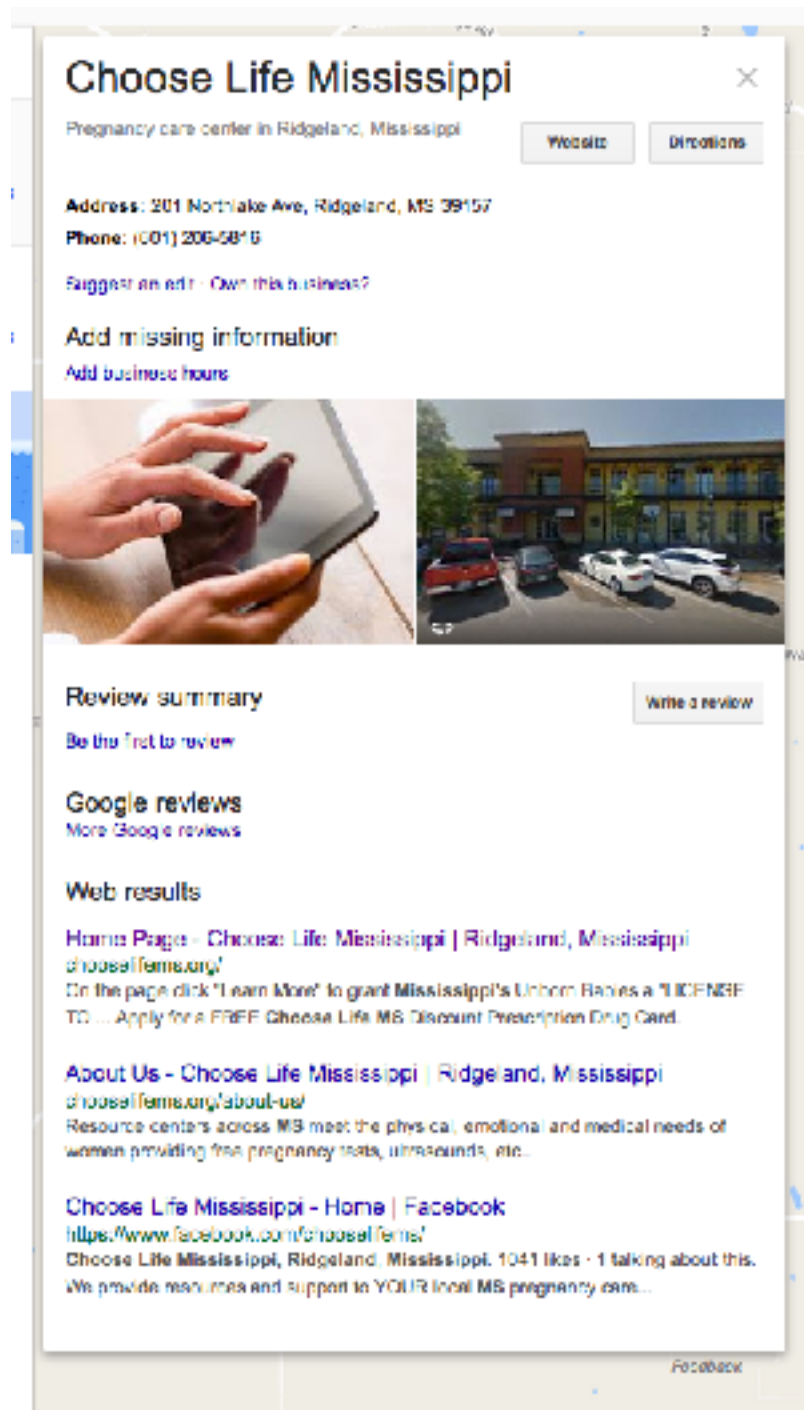 Choose Life Mississippi
Pregnancy care center in Ridgeland, Mississippi
Website
Directions
Address: 201 Northlake Ave, Ridgeland, MS 39157
Phone: (601) 206-5816
Suggest an edit · Own this business?
Add missing information
Add business hours
Review summary
Write a review
Be the first to review
Google reviews
More Google reviews
Web results
Home Page - Choose Life Mississippi | Ridgeland, Mississippi
chooselifems.org/
On the page click "Learn More" to grant Mississippi's Unborn Babies a "LICENSE
TO ... Apply for a FREE Choose Life MS Discount Prescription Drug Card.
About Us - Choose Life Mississippi | Ridgeland, Mississippi
chooselifems.org/about-us/
Resource centers across MS meet the physical, emotional and medical needs of
women providing free pregnancy tests, ultrasounds, etc..
Choose Life Mississippi - Home | Facebook
https://www.facebook.com/chooselifems/
Choose Life Mississippi, Ridgeland, Mississippi. 1041 likes · 1 talking about this.
We provide resources and support to YOUR local MS pregnancy care...
Feedback